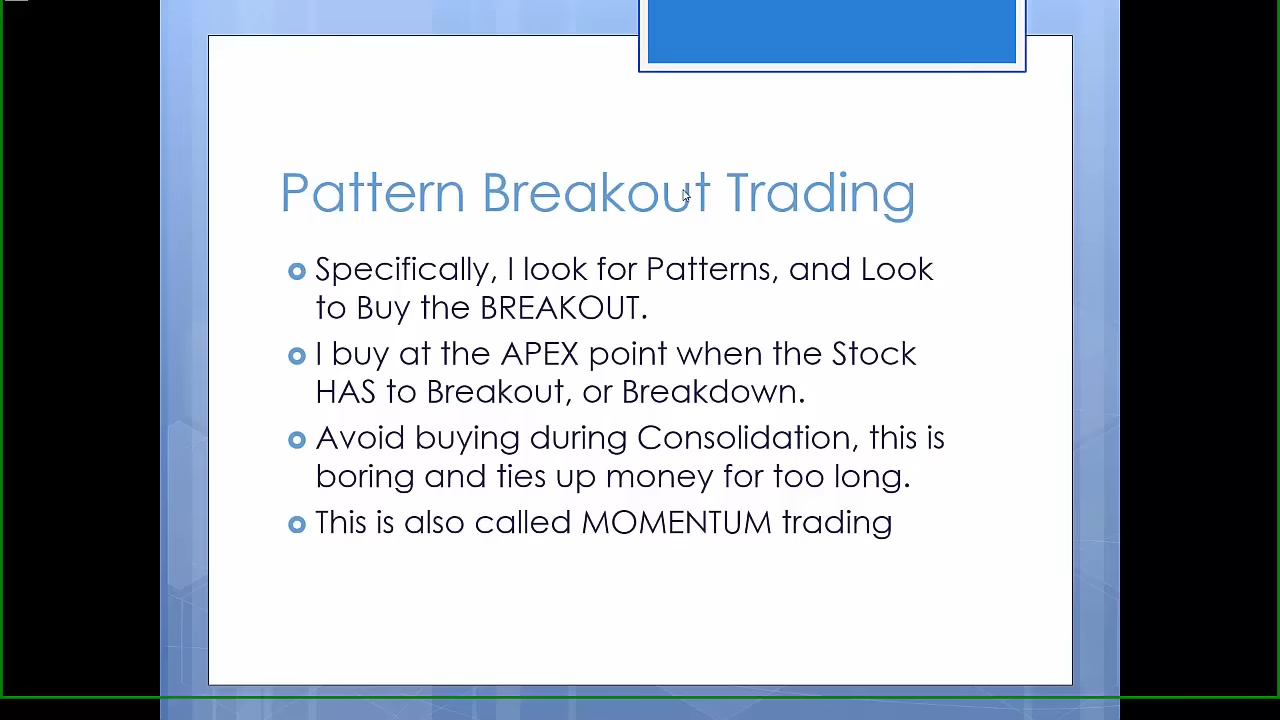 Pattern Breakout Trading
Specifically, I look for Patterns, and Look
to Buy the BREAKOUT.
I buy at the APEX point when the Stock
HAS to Breakout, or Breakdown.
Avoid buying during Consolidation, this is
boring and ties up money for too long.
This is also called MOMENTUM trading